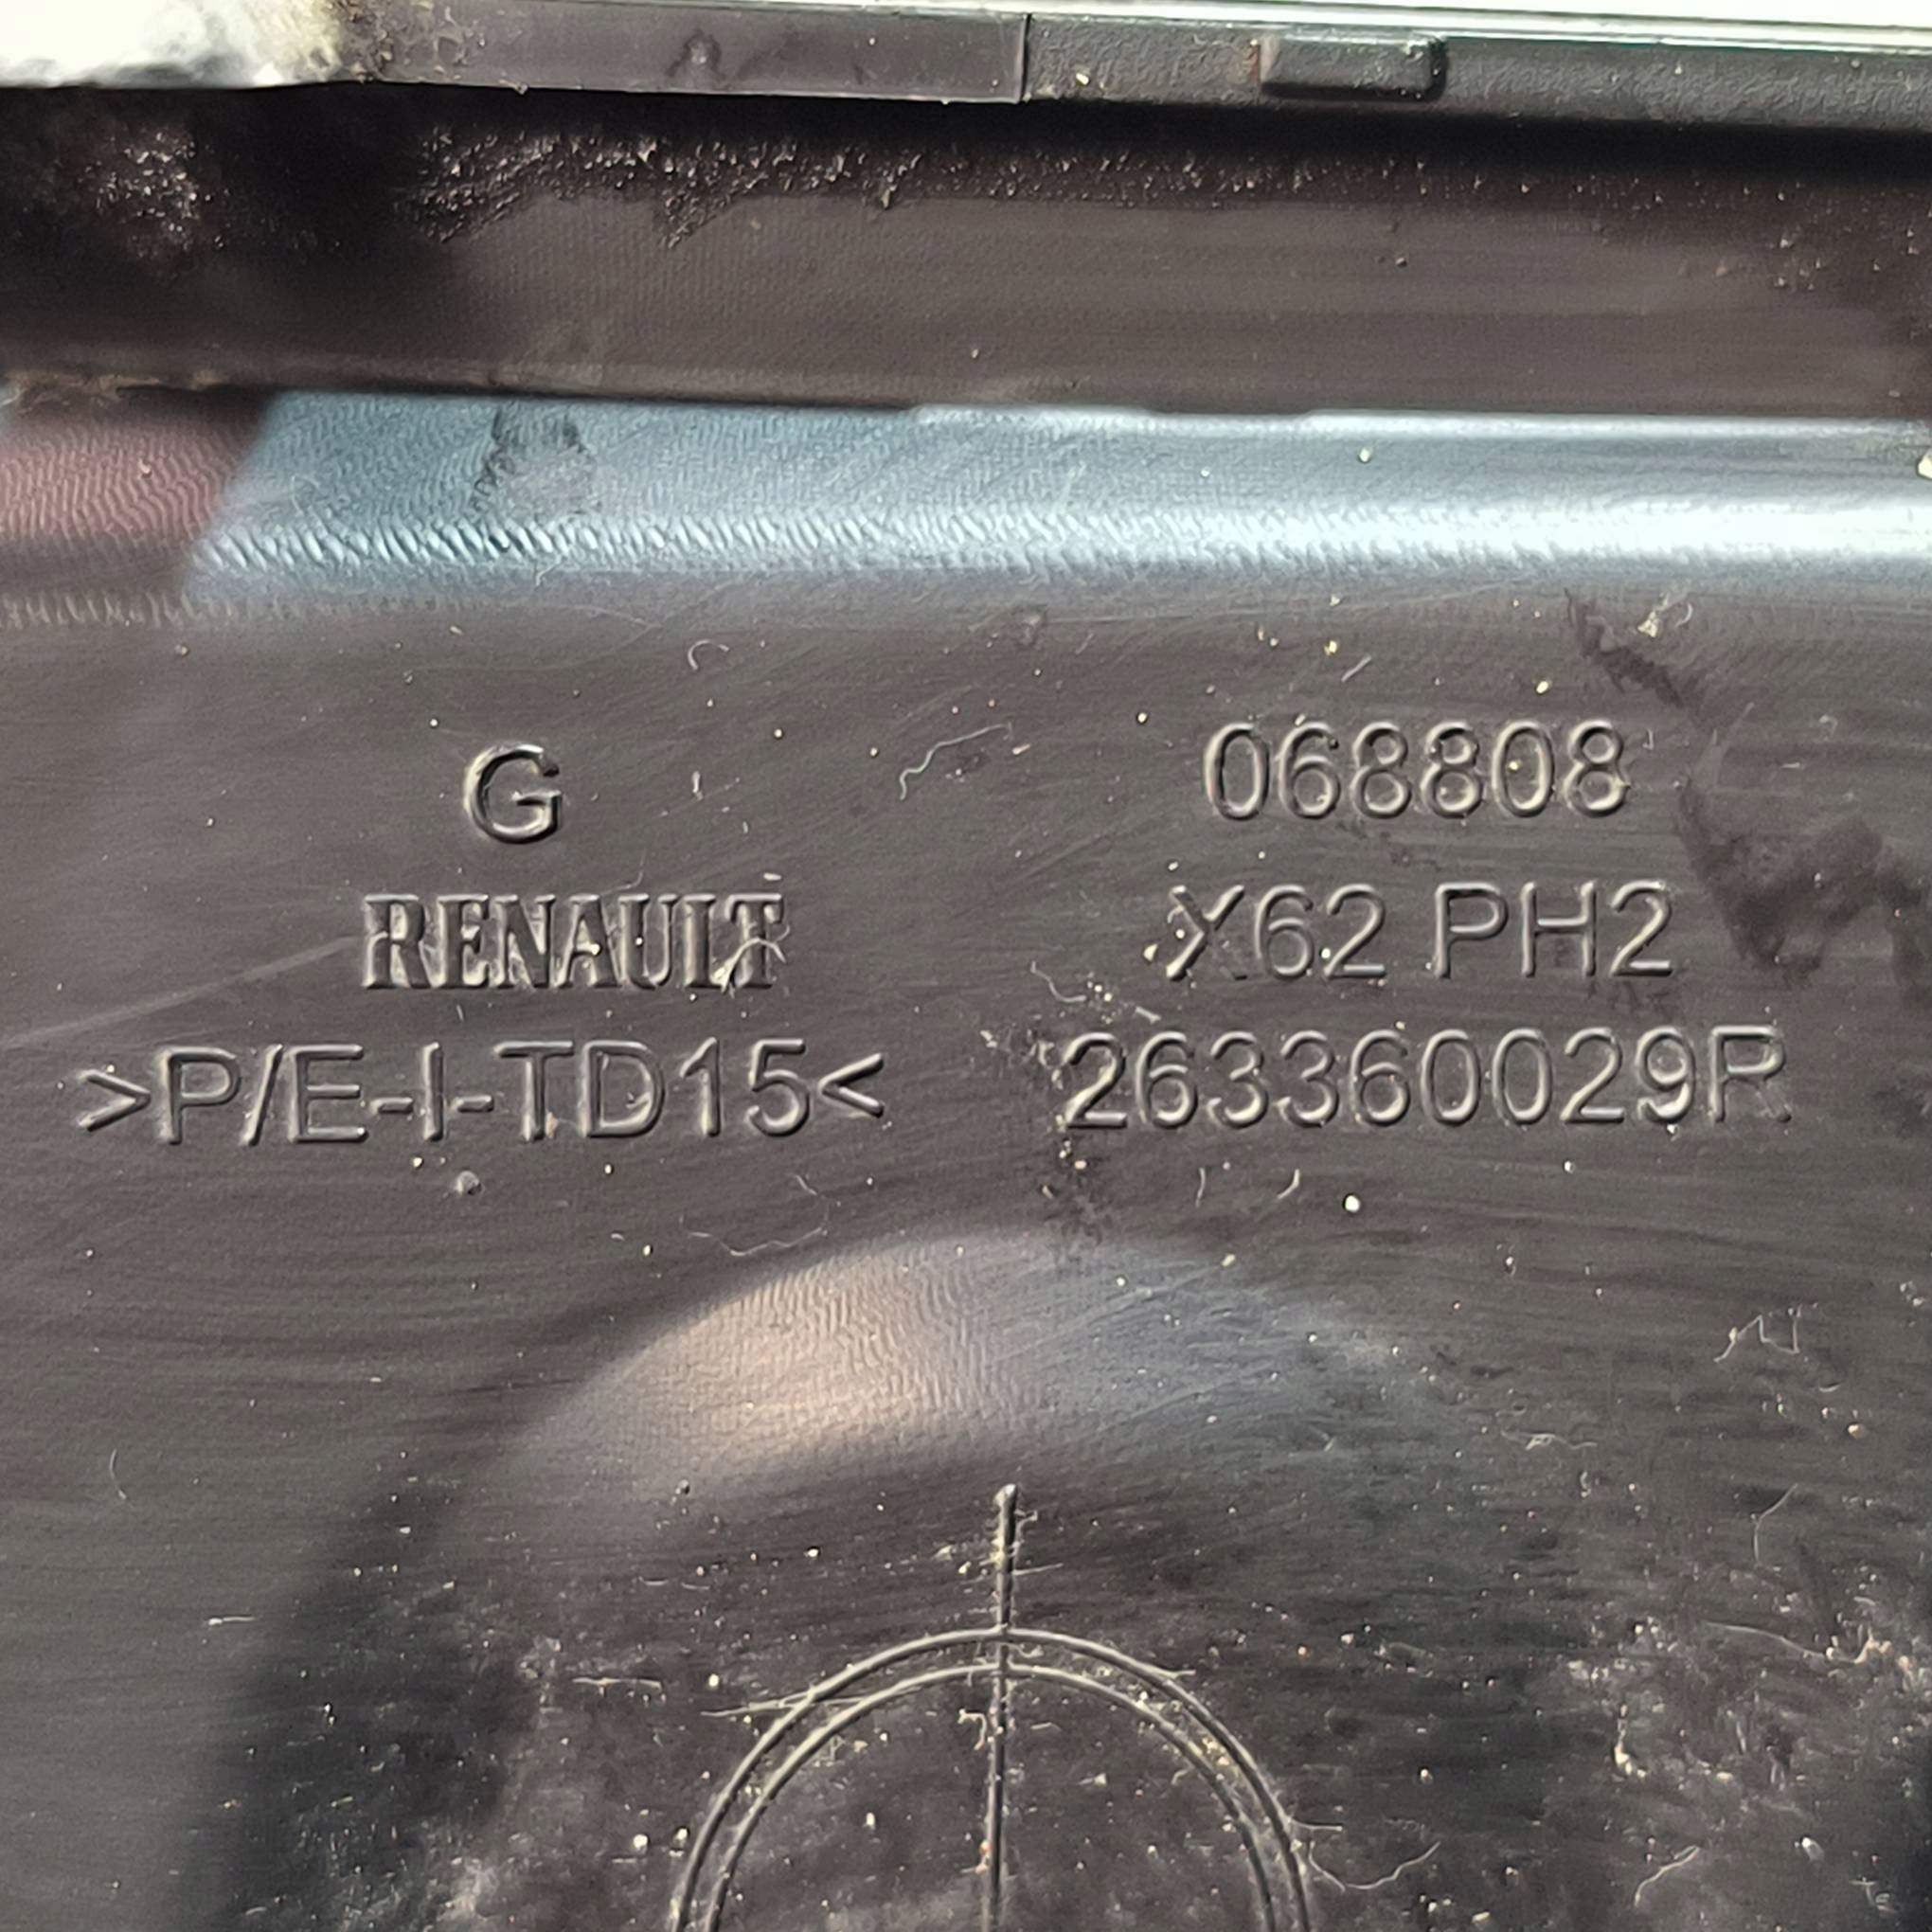 G
RENAULT
>P/E-I-TD15<
068808
X62 PH2
263360029R